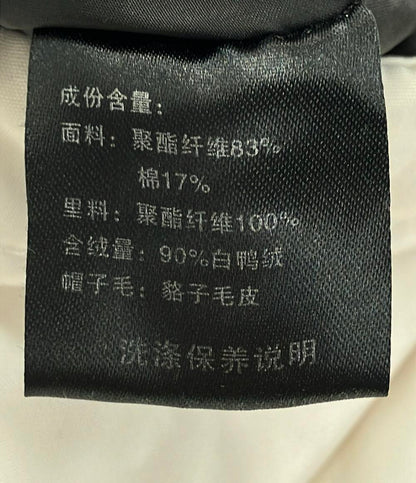 成份含量:
面料: 聚酯纤维83%
棉17%
里料: 聚酯纤维100%
含绒量: 90%白鸭绒
帽子毛: 貉子毛皮
洗涤保养说明